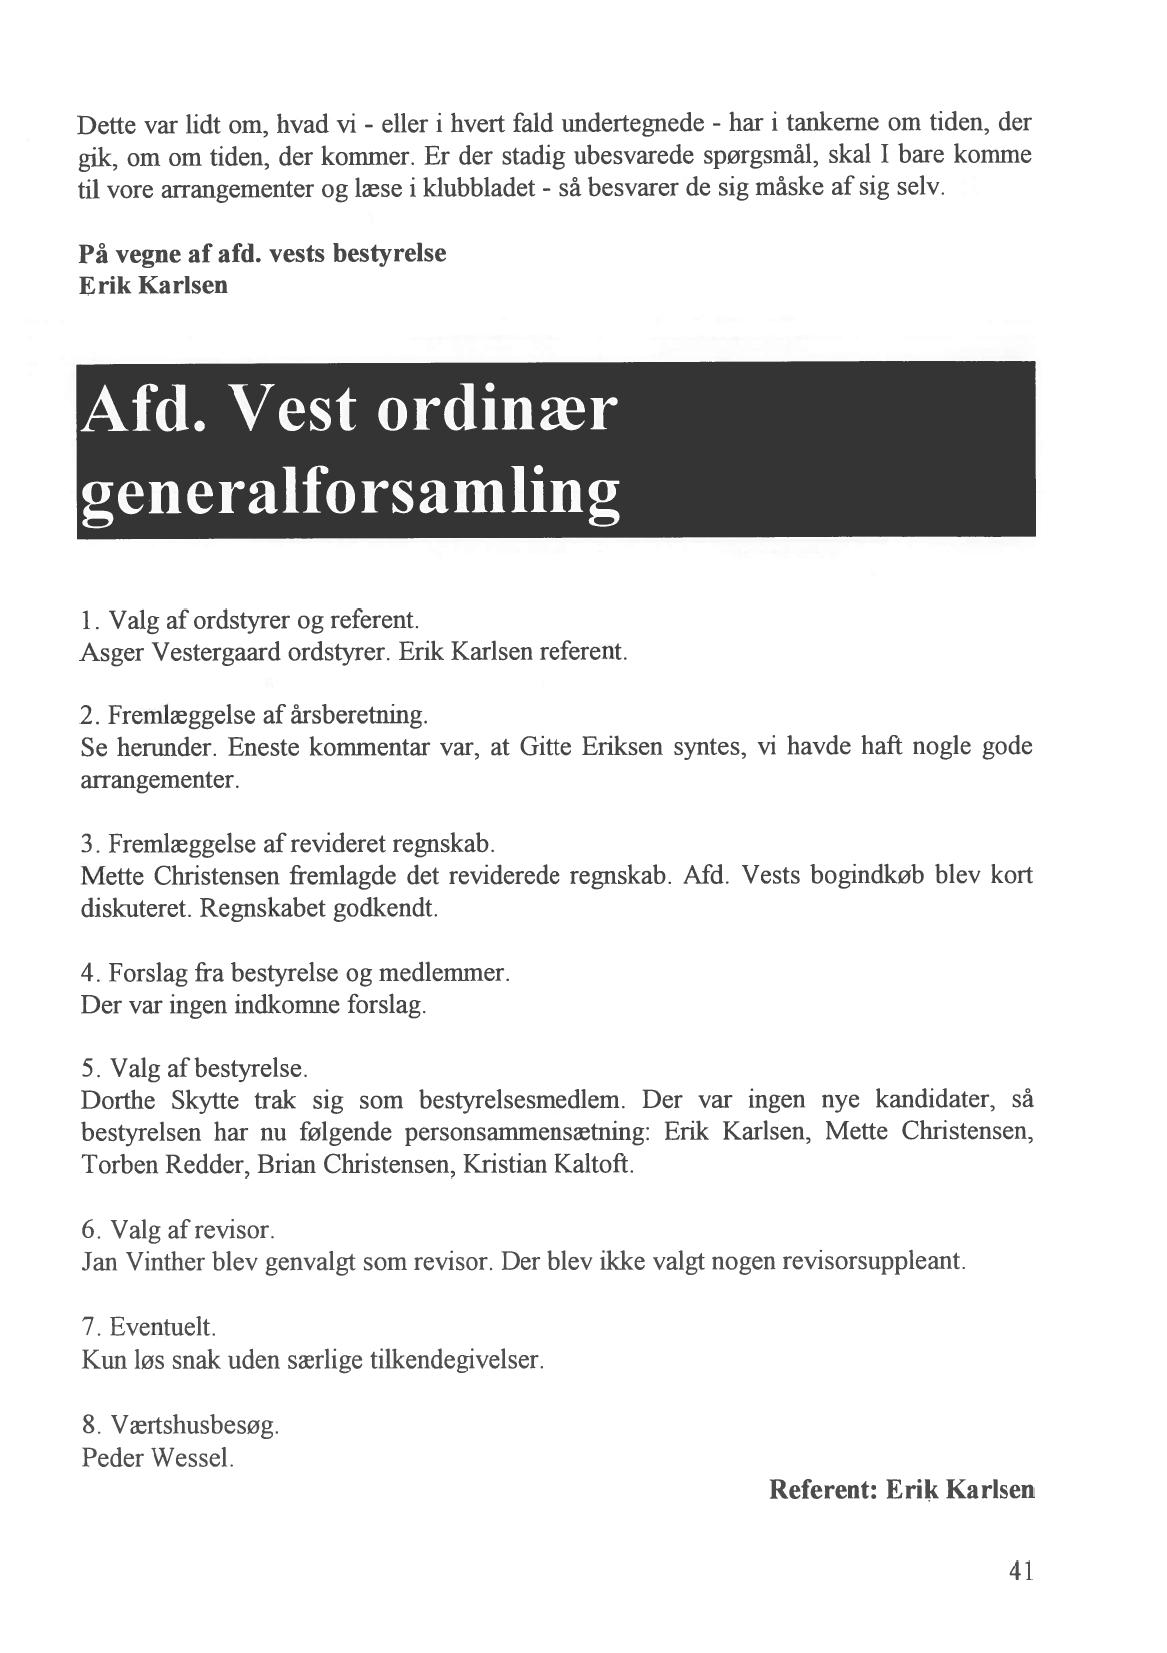 Dette var lidt om, hvad vi - eller i hvert fald undertegnede - har i tankerne om tiden, der
gik, om om tiden, der kommer. Er der stadig ubesvarede spørgsmål, skal I bare komme
til vore arrangementer og læse i klubbladet - så besvarer de sig måske af sig selv.
På vegne af afd. vests bestyrelse
Erik Karlsen
Afd. Vest ordinær
generalforsamling
1. Valg af ordstyrer og referent.
Asger Vestergaard ordstyrer. Erik Karlsen referent.
2. Fremlæggelse af årsberetning.
Se herunder. Eneste kommentar var, at Gitte Eriksen syntes, vi havde haft nogle gode
arrangementer.
3. Fremlæggelse af revideret regnskab.
Mette Christensen fremlagde det reviderede regnskab. Afd. Vests bogindkøb blev kort
diskuteret. Regnskabet godkendt.
4. Forslag fra bestyrelse og medlemmer.
Der var ingen indkomne forslag.
5. Valg af bestyrelse.
Dorthe Skytte trak sig som bestyrelsesmedlem. Der var ingen nye kandidater, så
bestyrelsen har nu følgende personsammensætning: Erik Karlsen, Mette Christensen,
Torben Redder, Brian Christensen, Kristian Kaltoft.
6. Valg af revisor.
Jan Vinther blev genvalgt som revisor. Der blev ikke valgt nogen revisorsuppleant.
7. Eventuelt.
Kun løs snak uden særlige tilkendegivelser.
8. Værtshusbesøg.
Peder Wessel.
Referent: Erik Karlsen
41